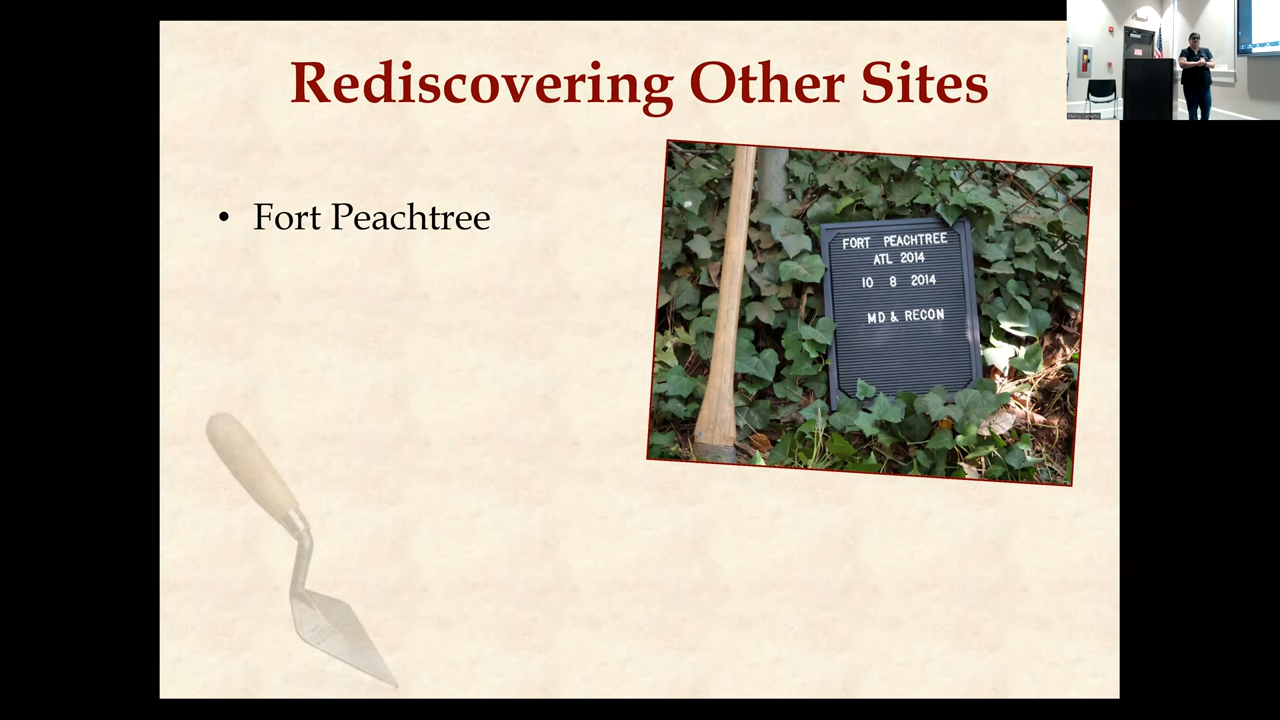 Rediscovering Other Sites
• Fort Peachtree
FORT PEACHTREE
ATL 2014
10 8 2014
MD & RECON